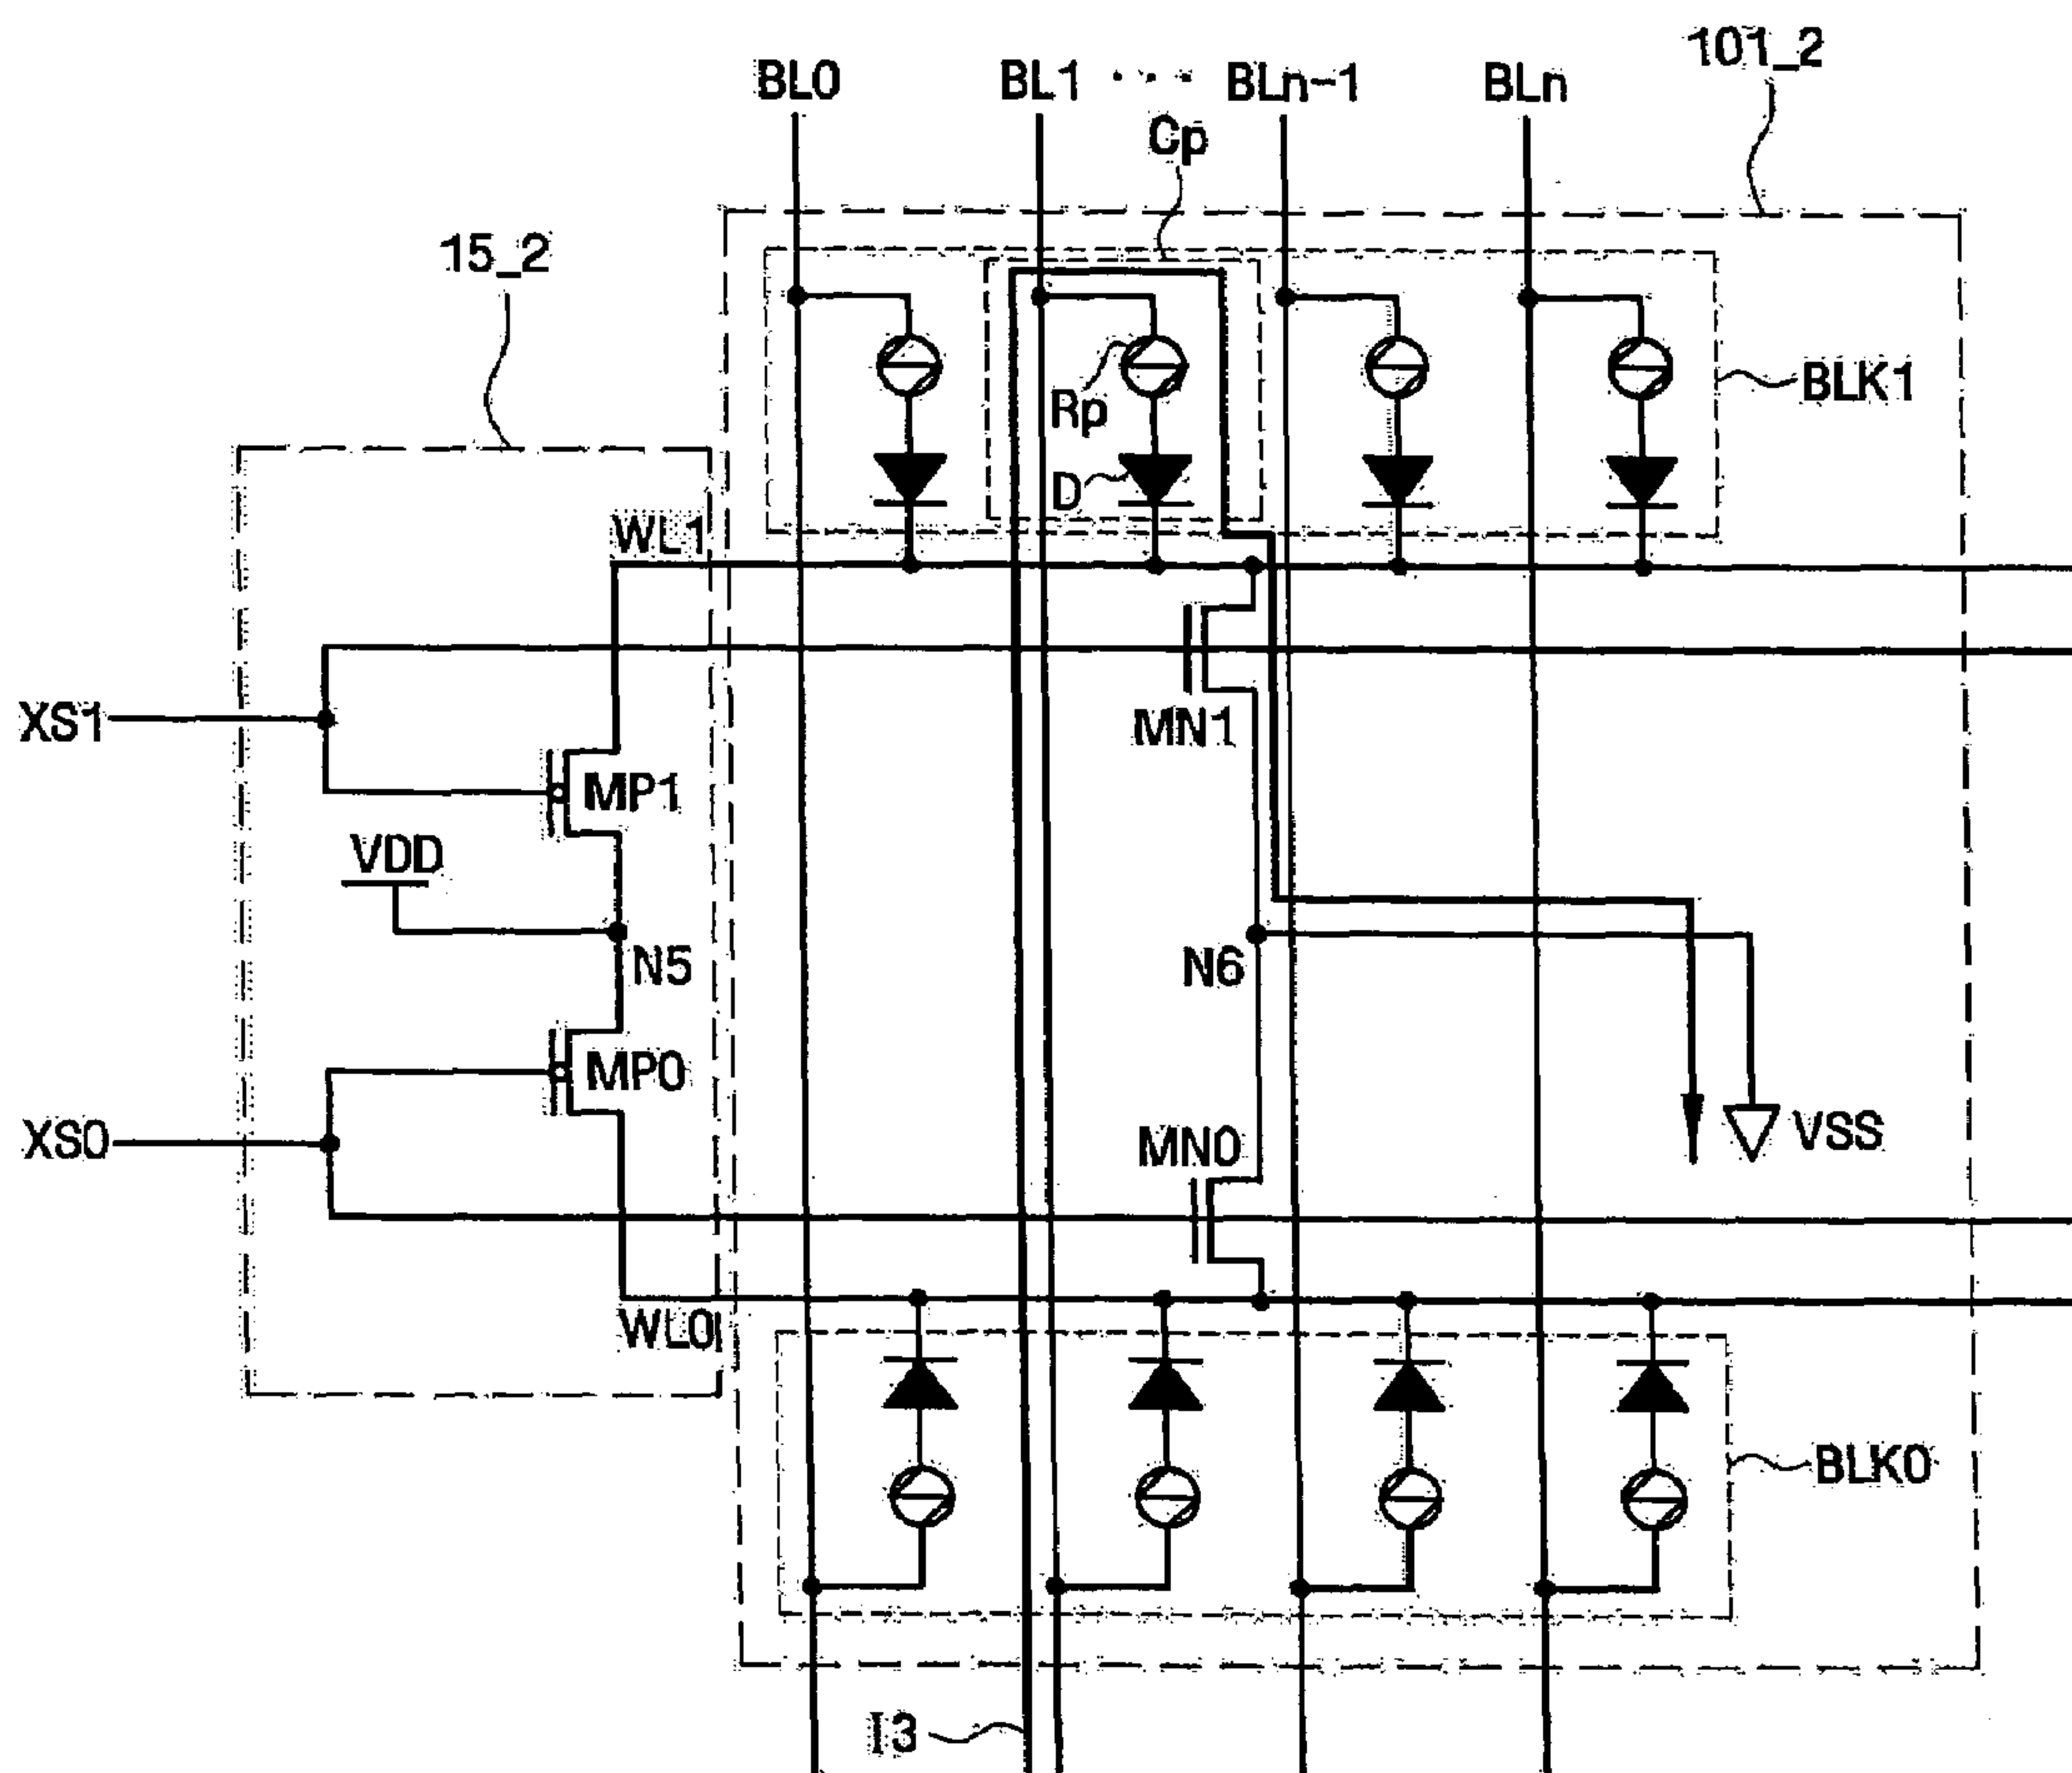 101_2
BL0 BL1 ... BLn-1 BLn
Cp
15_2
Rp
BLK1
D
WL1
XS1
MN1
MP1
VDD
N5
N6
MP0
XS0
MN0
VSS
WL0
BLK0
I3